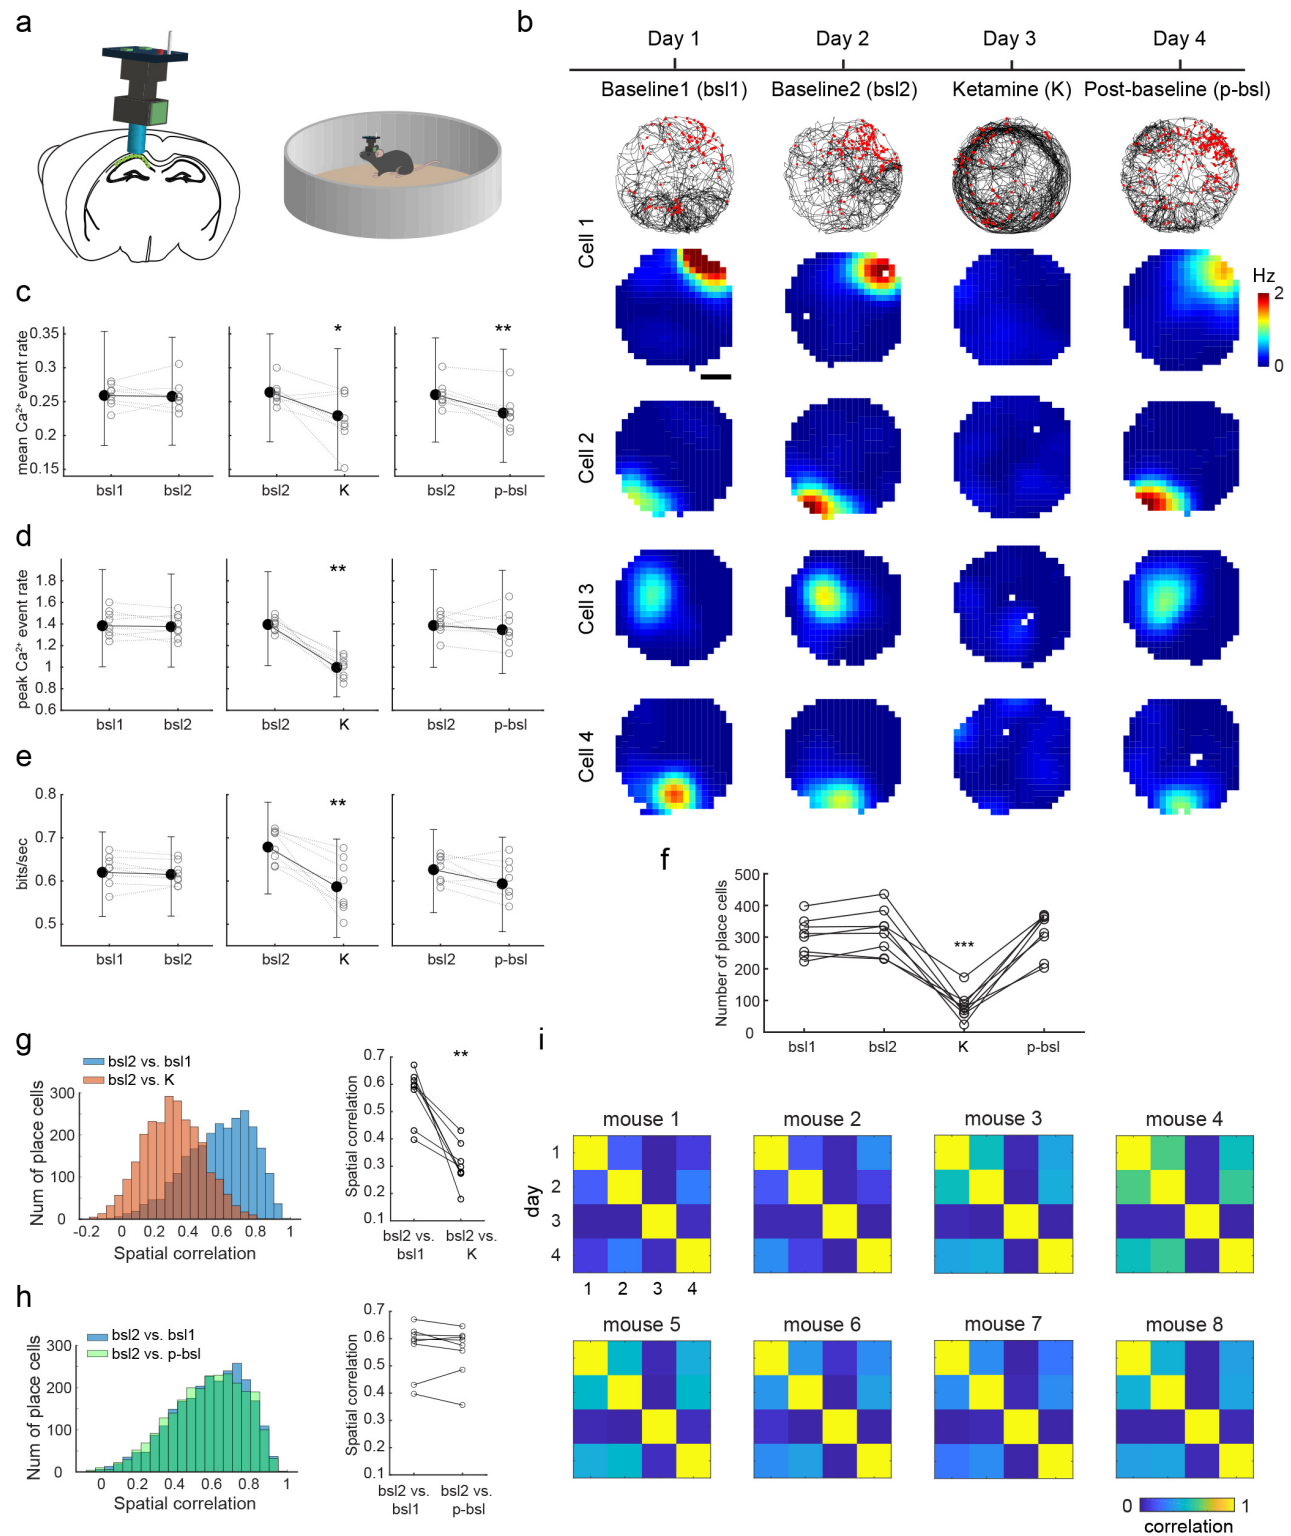 a
b
Day 1
Day 2
Day 3
Day 4
Baseline1 (bsl1)
Baseline2 (bsl2)
Ketamine (K)
Post-baseline (p-bsl)
Cell 1
Hz
2
0
Cell 2
Cell 3
Cell 4
c
mean Ca²⁺ event rate
0.35
0.3
0.25
0.2
0.15
*
**
bsl1 bsl2
bsl2 K
bsl2 p-bsl
d
peak Ca²⁺ event rate
1.8
1.6
1.4
1.2
1
0.8
0.6
**
bsl1 bsl2
bsl2 K
bsl2 p-bsl
e
bits/sec
0.8
0.7
0.6
0.5
**
bsl1 bsl2
bsl2 K
bsl2 p-bsl
f
Number of place cells
500
400
300
200
100
0
***
bsl1 bsl2 K p-bsl
g
bsl2 vs. bsl1
bsl2 vs. K
Num of place cells
300
200
100
0
-0.2 0 0.2 0.4 0.6 0.8 1
Spatial correlation
Spatial correlation
0.7
0.6
0.5
0.4
0.3
0.2
0.1
**
bsl2 vs. bsl1
bsl2 vs. K
h
bsl2 vs. bsl1
bsl2 vs. p-bsl
Num of place cells
300
200
100
0
0 0.2 0.4 0.6 0.8 1
Spatial correlation
Spatial correlation
0.7
0.6
0.5
0.4
0.3
0.2
0.1
bsl2 vs. bsl1
bsl2 vs. p-bsl
i
mouse 1
mouse 2
mouse 3
mouse 4
day
1
2
3
4
1 2 3 4
mouse 5
mouse 6
mouse 7
mouse 8
0 1
correlation